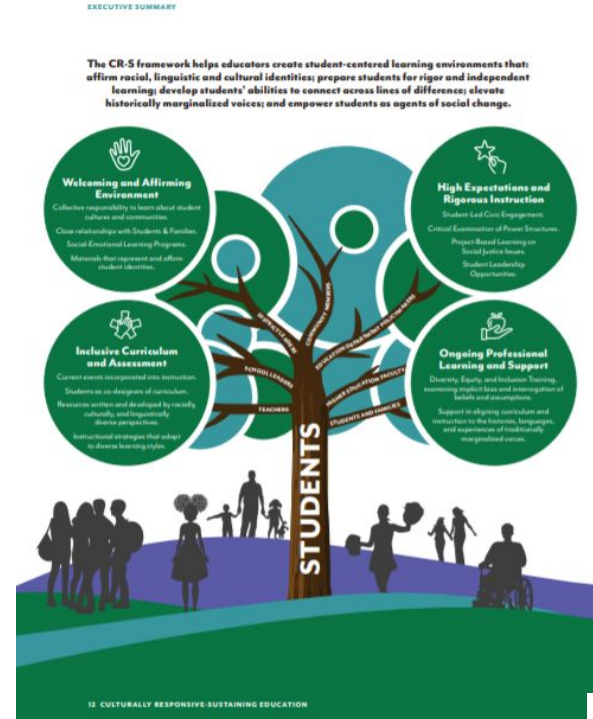 EXECUTIVE SUMMARY
The CR-S framework helps educators create student-centered learning environments that:
affirm racial, linguistic and cultural identities; prepare students for rigor and independent
learning; develop students' abilities to connect across lines of difference; elevate
historically marginalized voices; and empower students as agents of social change.
Welcoming and Affirming
Environment
Collective responsibility to learn about student
cultures and communities.
Close relationships with Students & Families.
Social-Emotional Learning Programs.
Materials that represent and affirm
student identities.
High Expectations and
Rigorous Instruction
Student-Led Civic Engagement.
Critical Examination of Power Structures.
Project-Based Learning on
Social Justice Issues.
Student Leadership
Opportunities.
Inclusive Curriculum
and Assessment
Current events incorporated into instruction.
Students as co-designers of curriculum.
Resources written and developed by racially,
culturally, and linguistically
diverse perspectives.
Instructional strategies that adapt
to diverse learning styles.
Ongoing Professional
Learning and Support
Diversity, Equity, and Inclusion Training,
examining implicit bias and interrogation of
beliefs and assumptions.
Support in aligning curriculum and
instruction to the histories, languages,
and experiences of traditionally
marginalized voices.
DISTRICT LEADERS
COMMUNITY MEMBERS
EDUCATION DEPARTMENT POLICYMAKERS
SCHOOL LEADERS
HIGHER EDUCATION FACULTY
TEACHERS
STUDENTS AND FAMILIES
STUDENTS
12 CULTURALLY RESPONSIVE-SUSTAINING EDUCATION